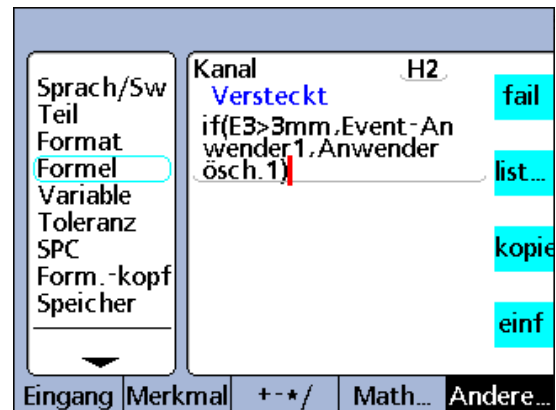 Sprach/Sw
Teil
Format
Formel
Variable
Toleranz
SPC
Form.-kopf
Speicher
Kanal H2
Versteckt
if(E3>3mm,Event-An
wender1,Anwender
ösch.1)
fail
list...
kopie
einf
Eingang Merkmal +-*/ Math... Andere...